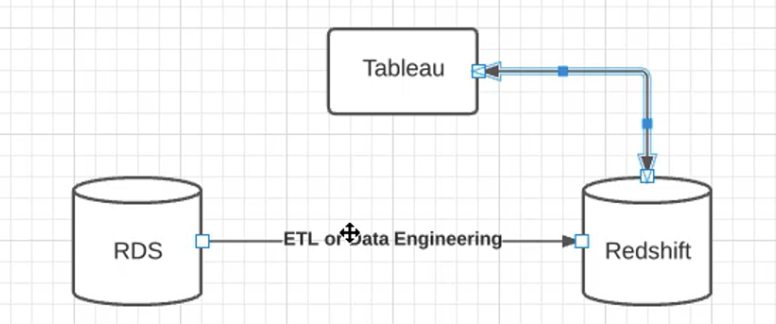 Tableau
RDS
ETL or Data Engineering
Redshift